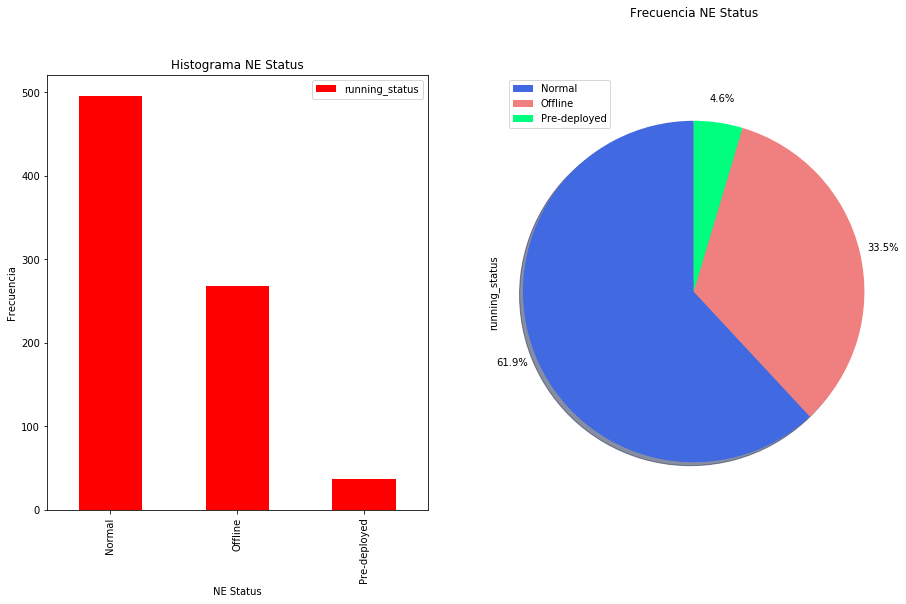 Histograma NE Status
running_status
500
400
300
200
100
0
Frecuencia
Normal
Offline
Pre-deployed
NE Status
Frecuencia NE Status
Normal
Offline
Pre-deployed
4.6%
33.5%
61.9%
running_status